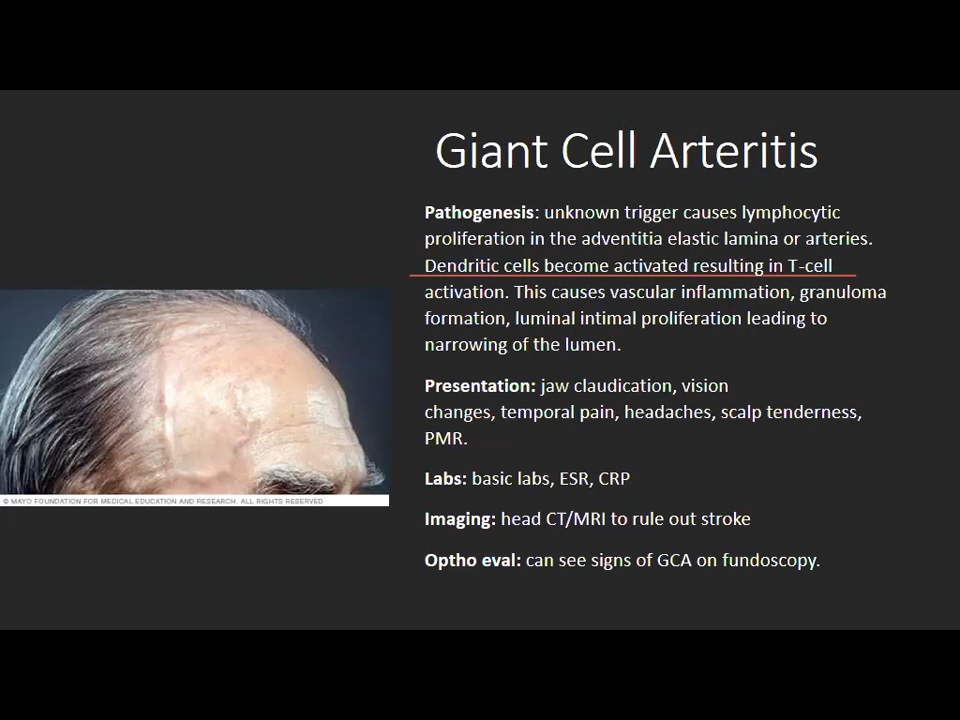 Giant Cell Arteritis
Pathogenesis: unknown trigger causes lymphocytic
proliferation in the adventitia elastic lamina or arteries.
Dendritic cells become activated resulting in T-cell
activation. This causes vascular inflammation, granuloma
formation, luminal intimal proliferation leading to
narrowing of the lumen.
Presentation: jaw claudication, vision
changes, temporal pain, headaches, scalp tenderness,
PMR.
Labs: basic labs, ESR, CRP
Imaging: head CT/MRI to rule out stroke
Optho eval: can see signs of GCA on fundoscopy.
© MAYO FOUNDATION FOR MEDICAL EDUCATION AND RESEARCH. ALL RIGHTS RESERVED